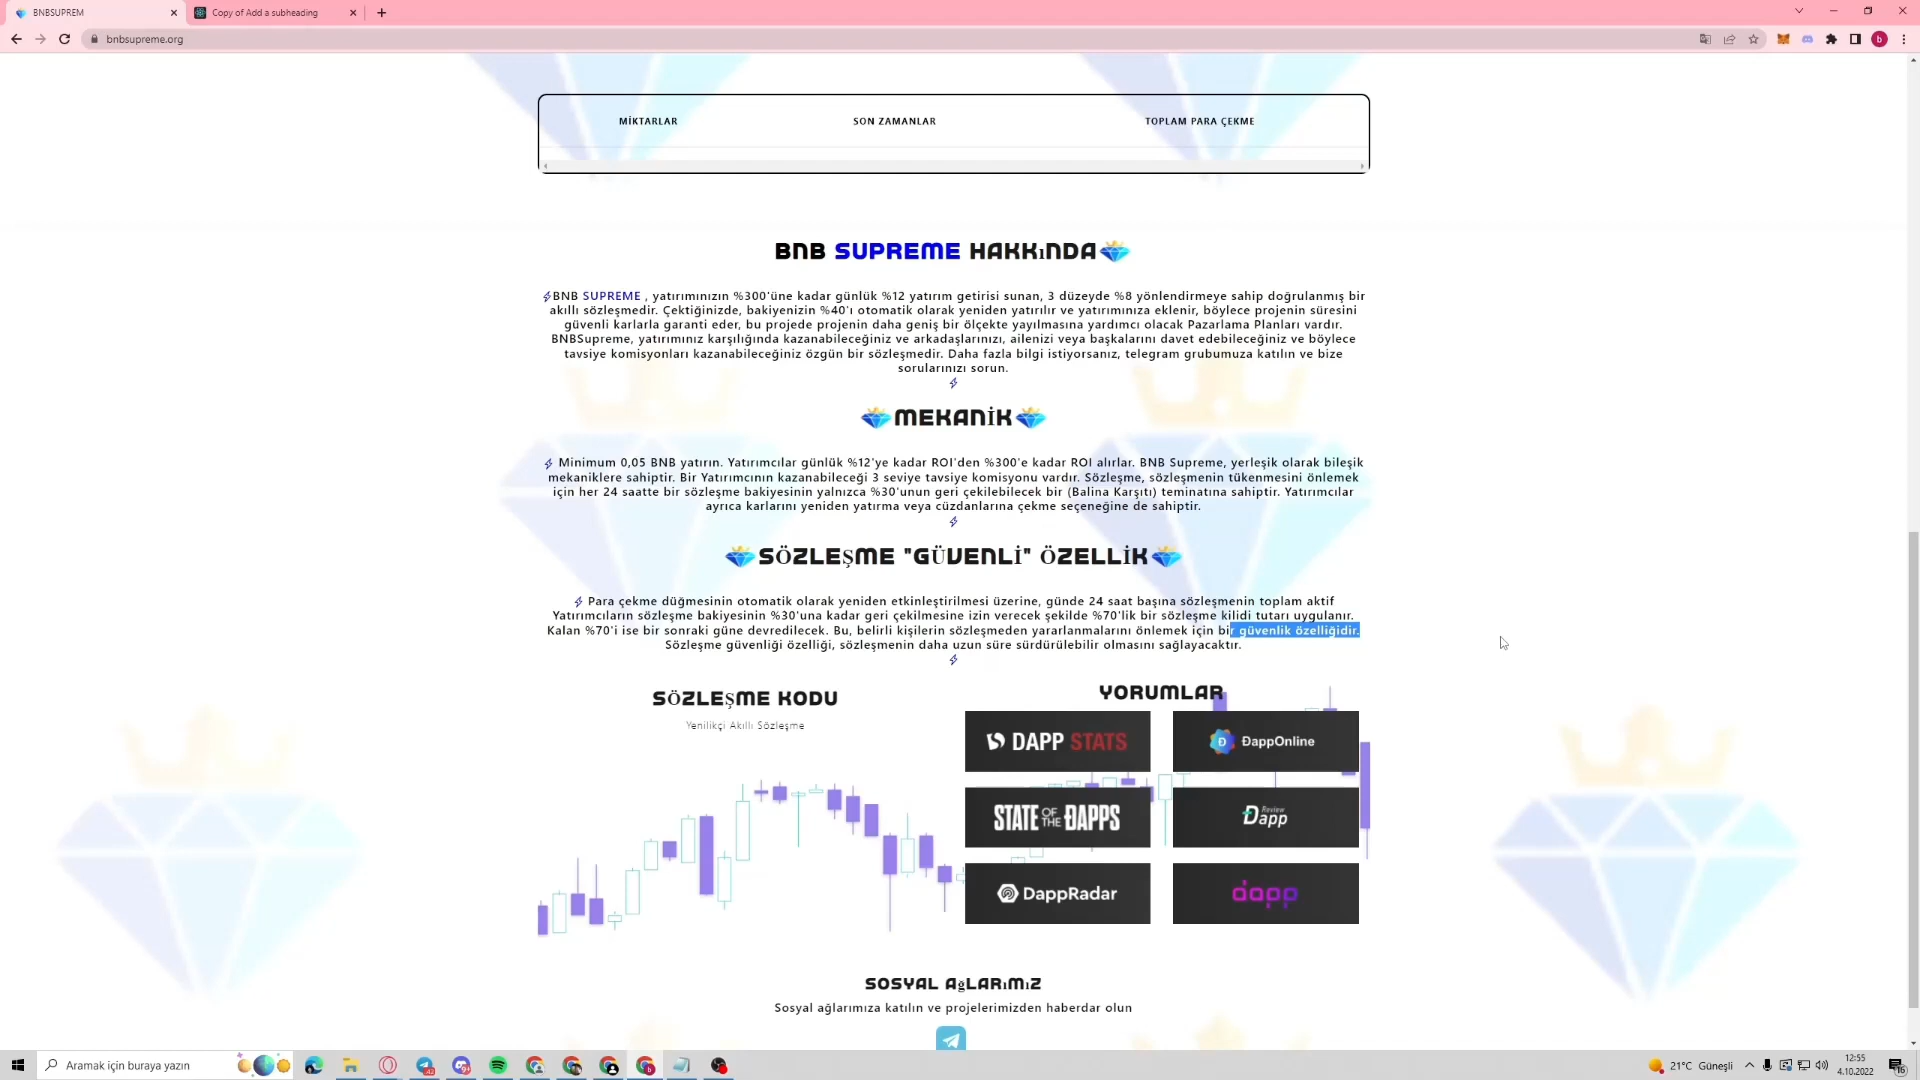 BNBSUPREM
Copy of Add a subheading
bnbsupreme.org
b
MİKTARLAR
SON ZAMANLAR
TOPLAM PARA ÇEKME
BNB SUPREME HAKKıNDA
BNB SUPREME , yatırımınızın %300'üne kadar günlük %12 yatırım getirisi sunan, 3 düzeyde %8 yönlendirmeye sahip doğrulanmış bir
akıllı sözleşmedir. Çektiğinizde, bakiyenizin %40'ı otomatik olarak yeniden yatırılır ve yatırımınıza eklenir, böylece projenin süresini
güvenli karlarla garanti eder, bu projede projenin daha geniş bir ölçekte yayılmasına yardımcı olacak Pazarlama Planları vardır.
BNBSupreme, yatırımınız karşılığında kazanabileceğiniz ve arkadaşlarınızı, ailenizi veya başkalarını davet edebileceğiniz ve böylece
tavsiye komisyonları kazanabileceğiniz özgün bir sözleşmedir. Daha fazla bilgi istiyorsanız, telegram grubumuza katılın ve bize
sorularınızı sorun.
MEKANİK
Minimum 0,05 BNB yatırın. Yatırımcılar günlük %12'ye kadar ROI'den %300'e kadar ROI alırlar. BNB Supreme, yerleşik olarak bileşik
mekaniklere sahiptir. Bir Yatırımcının kazanabileceği 3 seviye tavsiye komisyonu vardır. Sözleşme, sözleşmenin tükenmesini önlemek
için her 24 saatte bir sözleşme bakiyesinin yalnızca %30'unun geri çekilebilecek bir (Balina Karşıtı) teminatına sahiptir. Yatırımcılar
ayrıca karlarını yeniden yatırma veya cüzdanlarına çekme seçeneğine de sahiptir.
SÖZLEŞME "GÜVENLİ" ÖZELLİK
Para çekme düğmesinin otomatik olarak yeniden etkinleştirilmesi üzerine, günde 24 saat başına sözleşmenin toplam aktif
Yatırımcıların sözleşme bakiyesinin %30'una kadar geri çekilmesine izin verecek şekilde %70'lik bir sözleşme kilidi tutarı uygulanır.
Kalan %70'i ise bir sonraki güne devredilecek. Bu, belirli kişilerin sözleşmeden yararlanmalarını önlemek için bir güvenlik özelliğidir.
Sözleşme güvenliği özelliği, sözleşmenin daha uzun süre sürdürülebilir olmasını sağlayacaktır.
SÖZLEŞME KODU
Yenilikçi Akıllı Sözleşme
YORUMLAR
DAPP STATS
ĐappOnline
STATE OF THE ĐAPPS
Review
Dapp
DappRadar
dapp
SOSYAL AğLARıMıZ
Sosyal ağlarımıza katılın ve projelerimizden haberdar olun
Aramak için buraya yazın
21°C Güneşli
12:55
4.10.2022